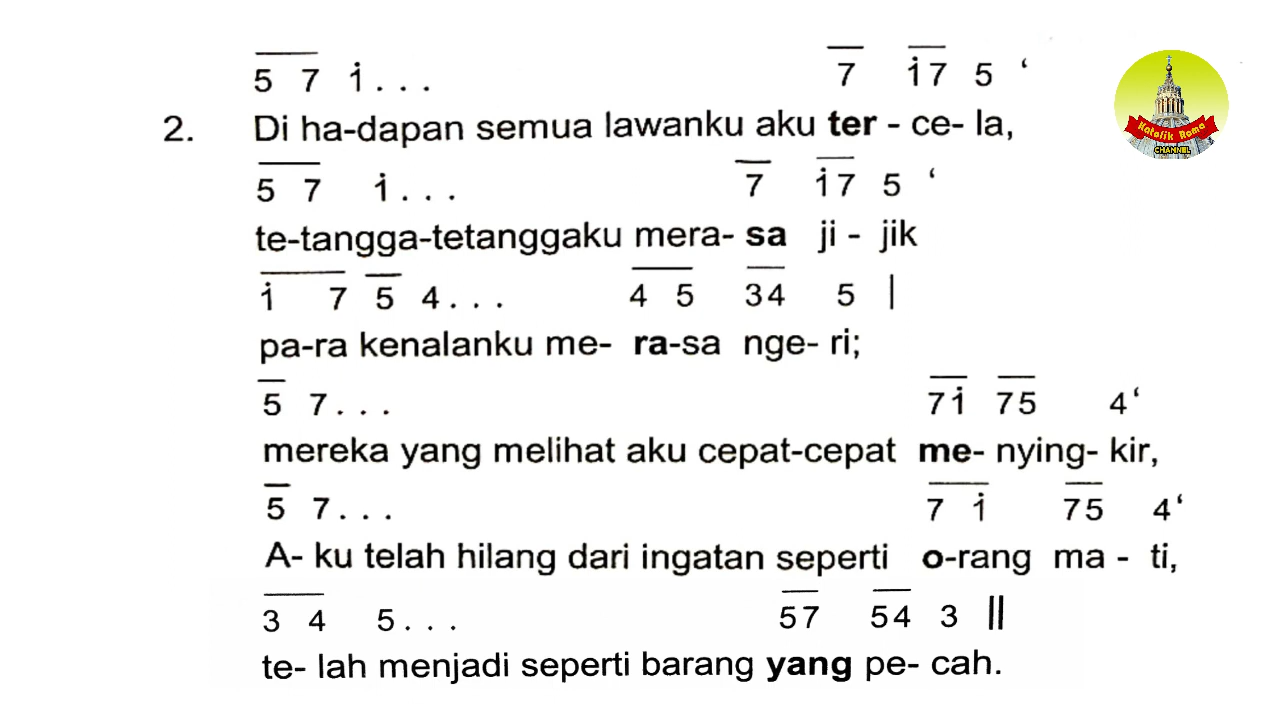 5 7 i . . . 7 i7 5 ‘
2. Di ha-dapan semua lawanku aku ter - ce- la,
5 7 i . . . 7 i7 5 ‘
te-tangga-tetanggaku mera- sa ji - jik
i 7 5 4 . . . 4 5 34 5 |
pa-ra kenalanku me- ra-sa nge- ri;
5 7 . . . 7i 75 4‘
mereka yang melihat aku cepat-cepat me- nying- kir,
5 7 . . . 7 i 75 4‘
A- ku telah hilang dari ingatan seperti o-rang ma - ti,
3 4 5 . . . 57 54 3 ||
te- lah menjadi seperti barang yang pe- cah.
Katolik Roma
CHANNEL